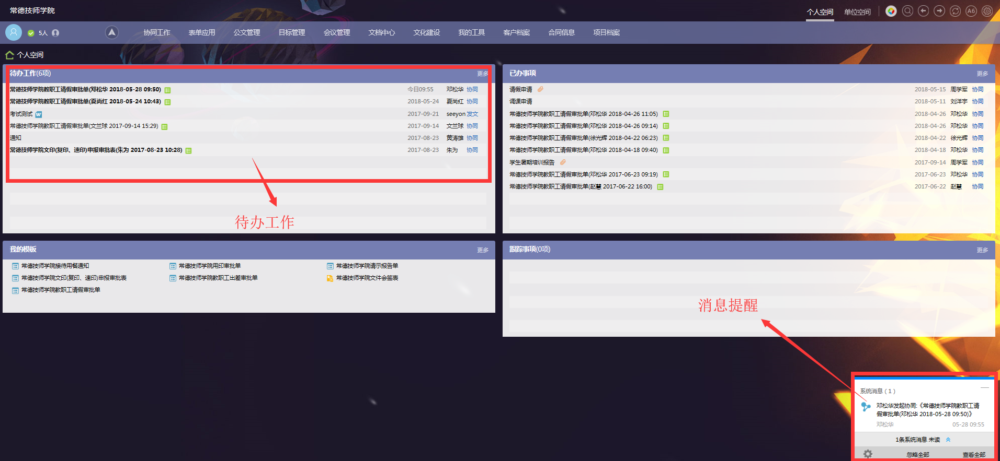 常德技师学院
个人空间 单位空间 A6
5人 协同工作 表单应用 公文管理 目标管理 会议管理 文档中心 文化建设 我的工具 客户档案 合同信息 项目档案
个人空间
待办工作(6项) 更多
常德技师学院教职工请假审批单(邓松华 2018-05-28 09:50) 今日09:55 邓松华 协同
常德技师学院教职工请假审批单(夏尚红 2018-05-24 10:43) 2018-05-24 夏尚红 协同
考试测试 2017-09-21 seeyon 发文
常德技师学院教职工请假审批单(文兰球 2017-09-14 15:29) 2017-09-14 文兰球 协同
通知 2017-08-23 黄涛雄 协同
常德技师学院文印(复印、速印)申报审批表(朱为 2017-08-23 10:28) 2017-08-23 朱为 协同
待办工作
已办事项 更多
请假申请 2018-05-15 周学军 协同
调课申请 2018-05-11 刘洋宇 协同
常德技师学院教职工请假审批单(邓松华 2018-04-26 11:05) 2018-04-26 邓松华 协同
常德技师学院教职工请假审批单(邓松华 2018-04-26 09:14) 2018-04-26 邓松华 协同
常德技师学院教职工请假审批单(徐光辉 2018-04-22 06:23) 2018-04-22 徐光辉 协同
常德技师学院教职工请假审批单(邓松华 2018-04-18 09:40) 2018-04-18 邓松华 协同
学生暑期培训报告 2017-09-14 周学军 协同
常德技师学院教职工请假审批单(邓松华 2017-06-23 09:19) 2017-06-23 邓松华 协同
常德技师学院教职工请假审批单(赵慧 2017-06-22 16:00) 2017-06-22 赵慧 协同
我的模板 更多
常德技师学院接待用餐通知 常德技师学院用印审批单 常德技师学院请示报告单
常德技师学院文印(复印、速印)申报审批表 常德技师学院教职工出差审批单 常德技师学院文件会签表
常德技师学院教职工请假审批单
跟踪事项(0项) 更多
消息提醒
系统消息 ( 1 )
邓松华发起协同:《常德技师学院教职工请
假审批单(邓松华 2018-05-28 09:50)》
邓松华 05-28 09:55
1条系统消息 未读
忽略全部 查看全部